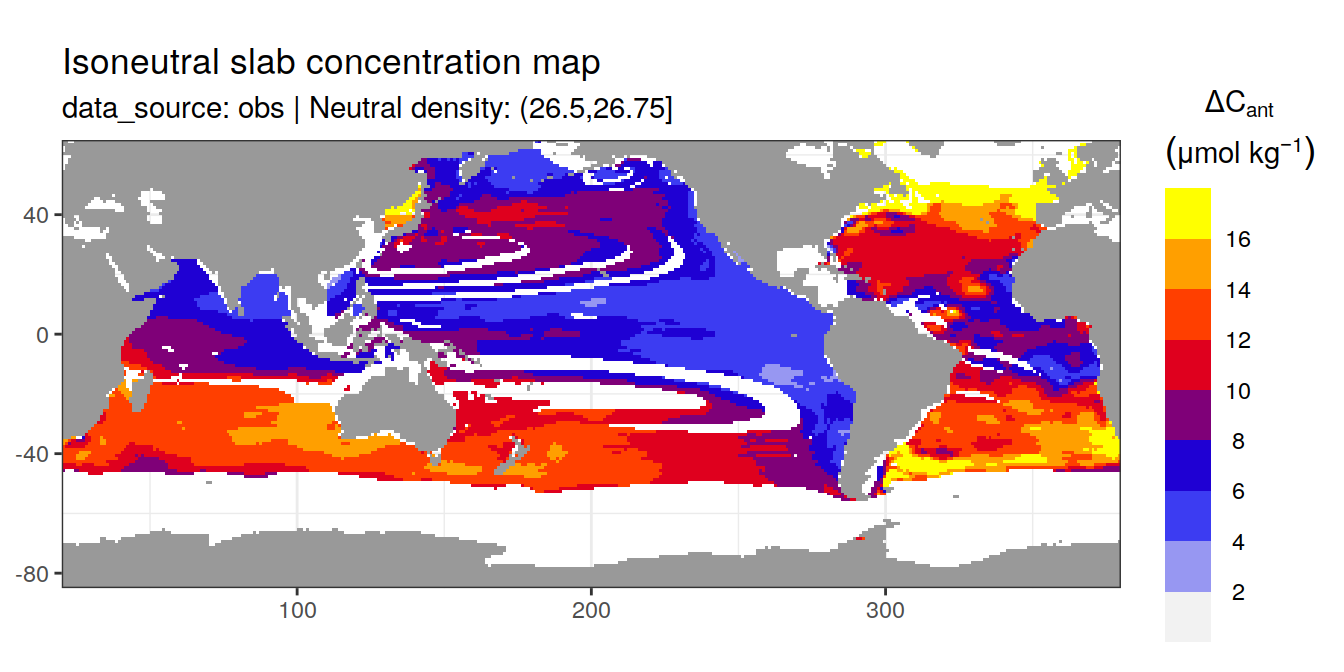 Isoneutral slab concentration map
data_source: obs | Neutral density: (26.5,26.75]
ΔCant
(μmol kg⁻¹)
16
14
12
10
8
6
4
2
40
0
-40
-80
100 200 300